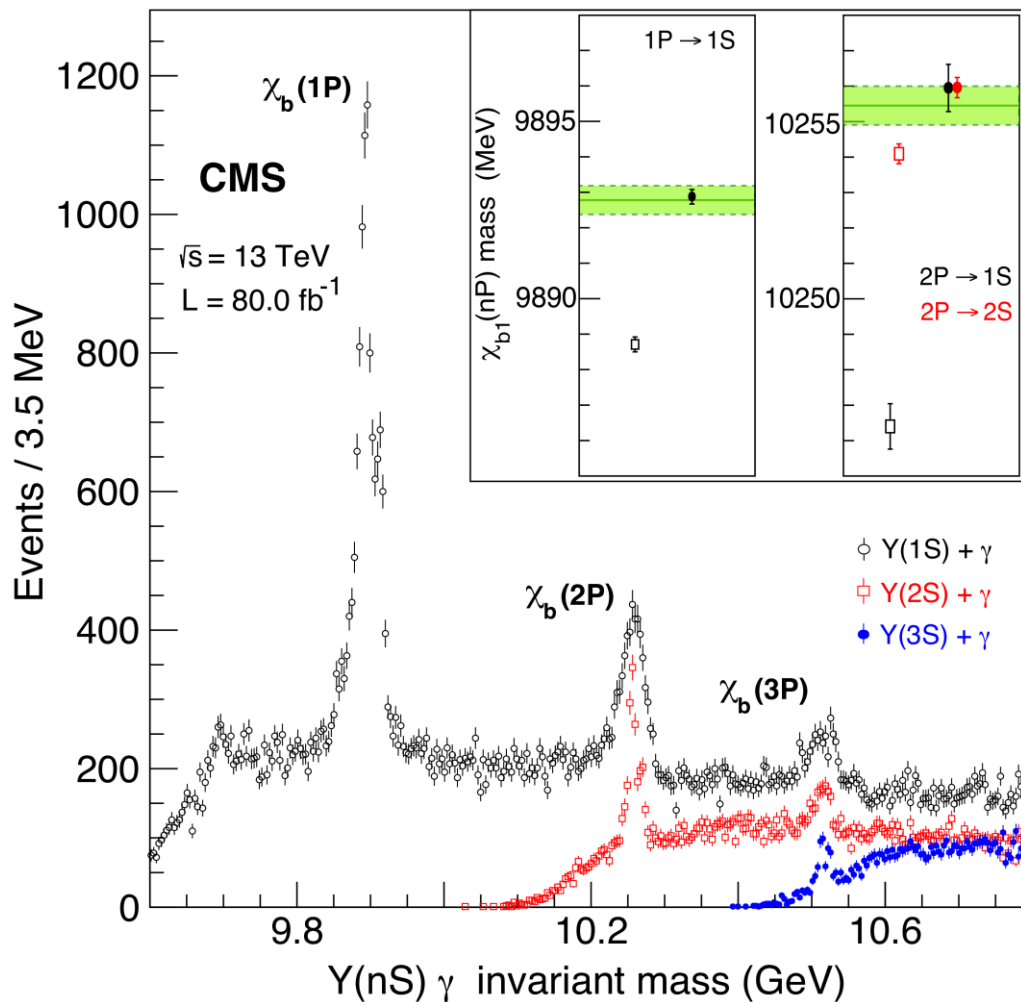 Events / 3.5 MeV
1200
1000
800
600
400
200
0
χb(1P)
CMS
√s = 13 TeV
L = 80.0 fb⁻¹
χb1(nP) mass (MeV)
9895
9890
1P → 1S
10255
10250
2P → 1S
2P → 2S
Y(1S) + γ
Y(2S) + γ
Y(3S) + γ
χb(2P)
χb(3P)
9.8
10.2
10.6
Y(nS) γ invariant mass (GeV)